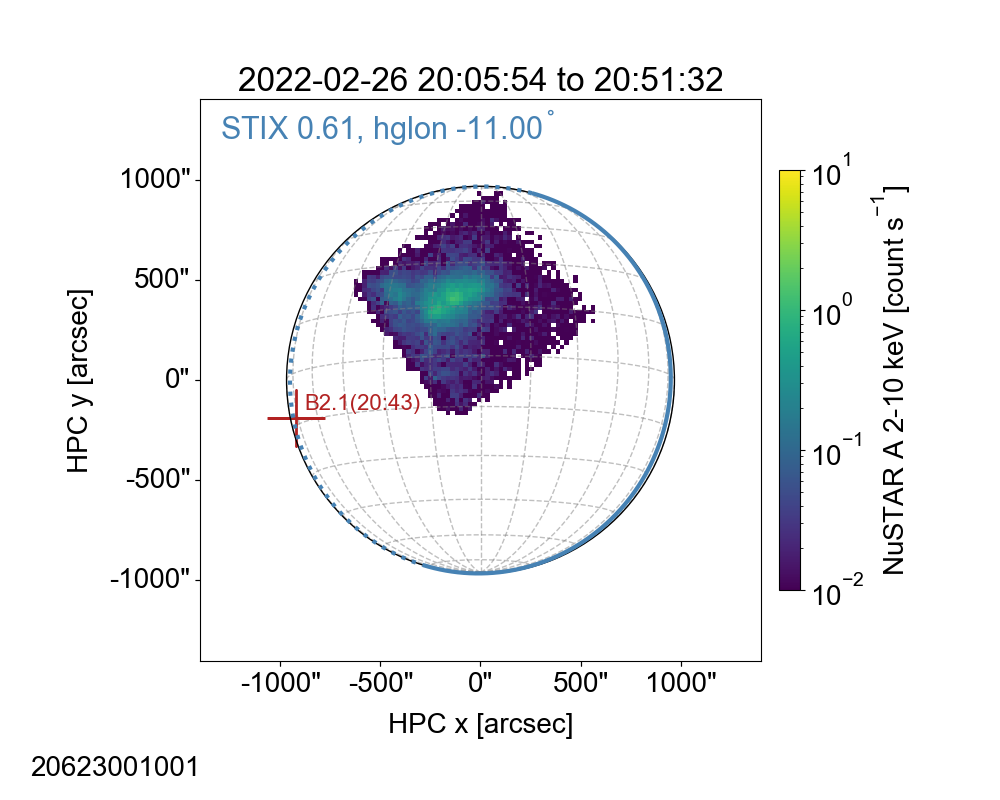 2022-02-26 20:05:54 to 20:51:32
STIX 0.61, hglon -11.00°
1000"
500"
0"
-500"
-1000"
HPC y [arcsec]
B2.1(20:43)
-1000" -500" 0" 500" 1000"
HPC x [arcsec]
10¹
10⁰
10⁻¹
10⁻²
NuSTAR A 2-10 keV [count s⁻¹]
20623001001